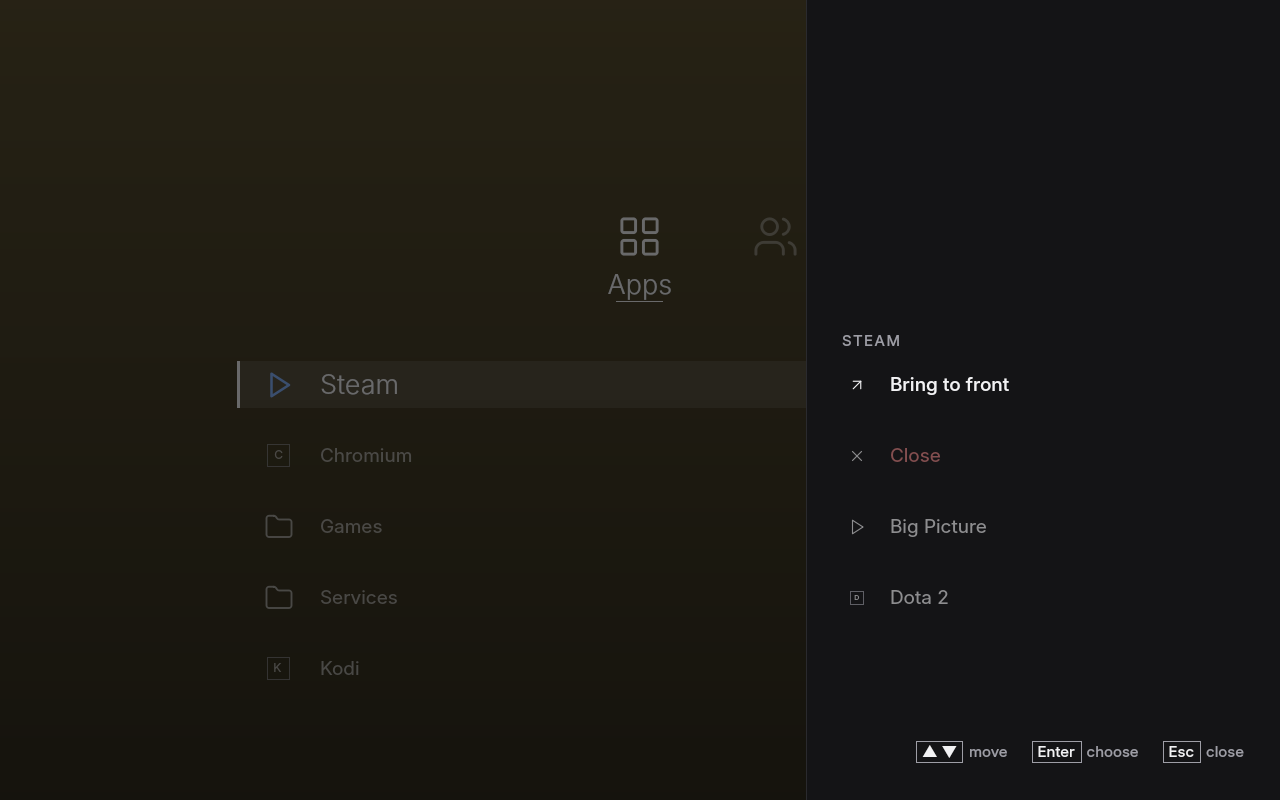 Apps
Steam
C Chromium
Games
Services
K Kodi
STEAM
Bring to front
Close
Big Picture
D Dota 2
▲▼ move Enter choose Esc close